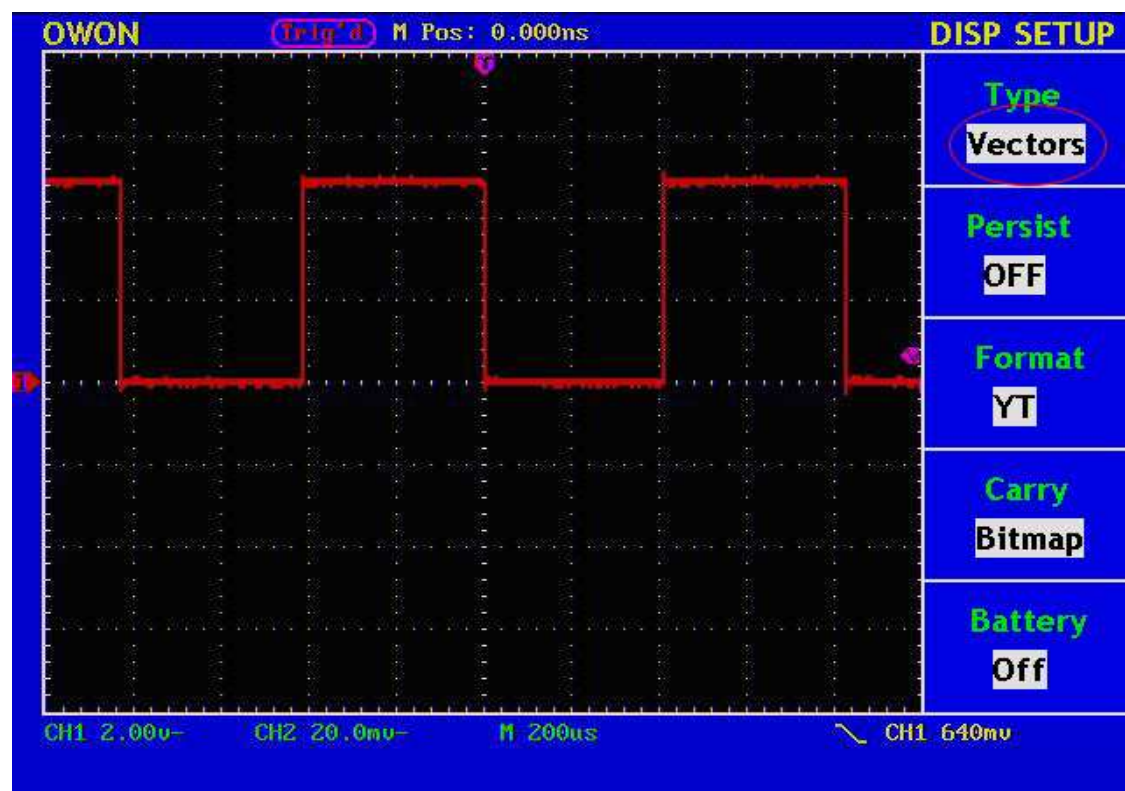 OWON Trig'd M Pos: 0.000ns DISP SETUP
T
Type
Vectors
Persist
OFF
Format
YT
1
Carry
Bitmap
Battery
Off
CH1 2.00v- CH2 20.0mv- M 200us CH1 640mv